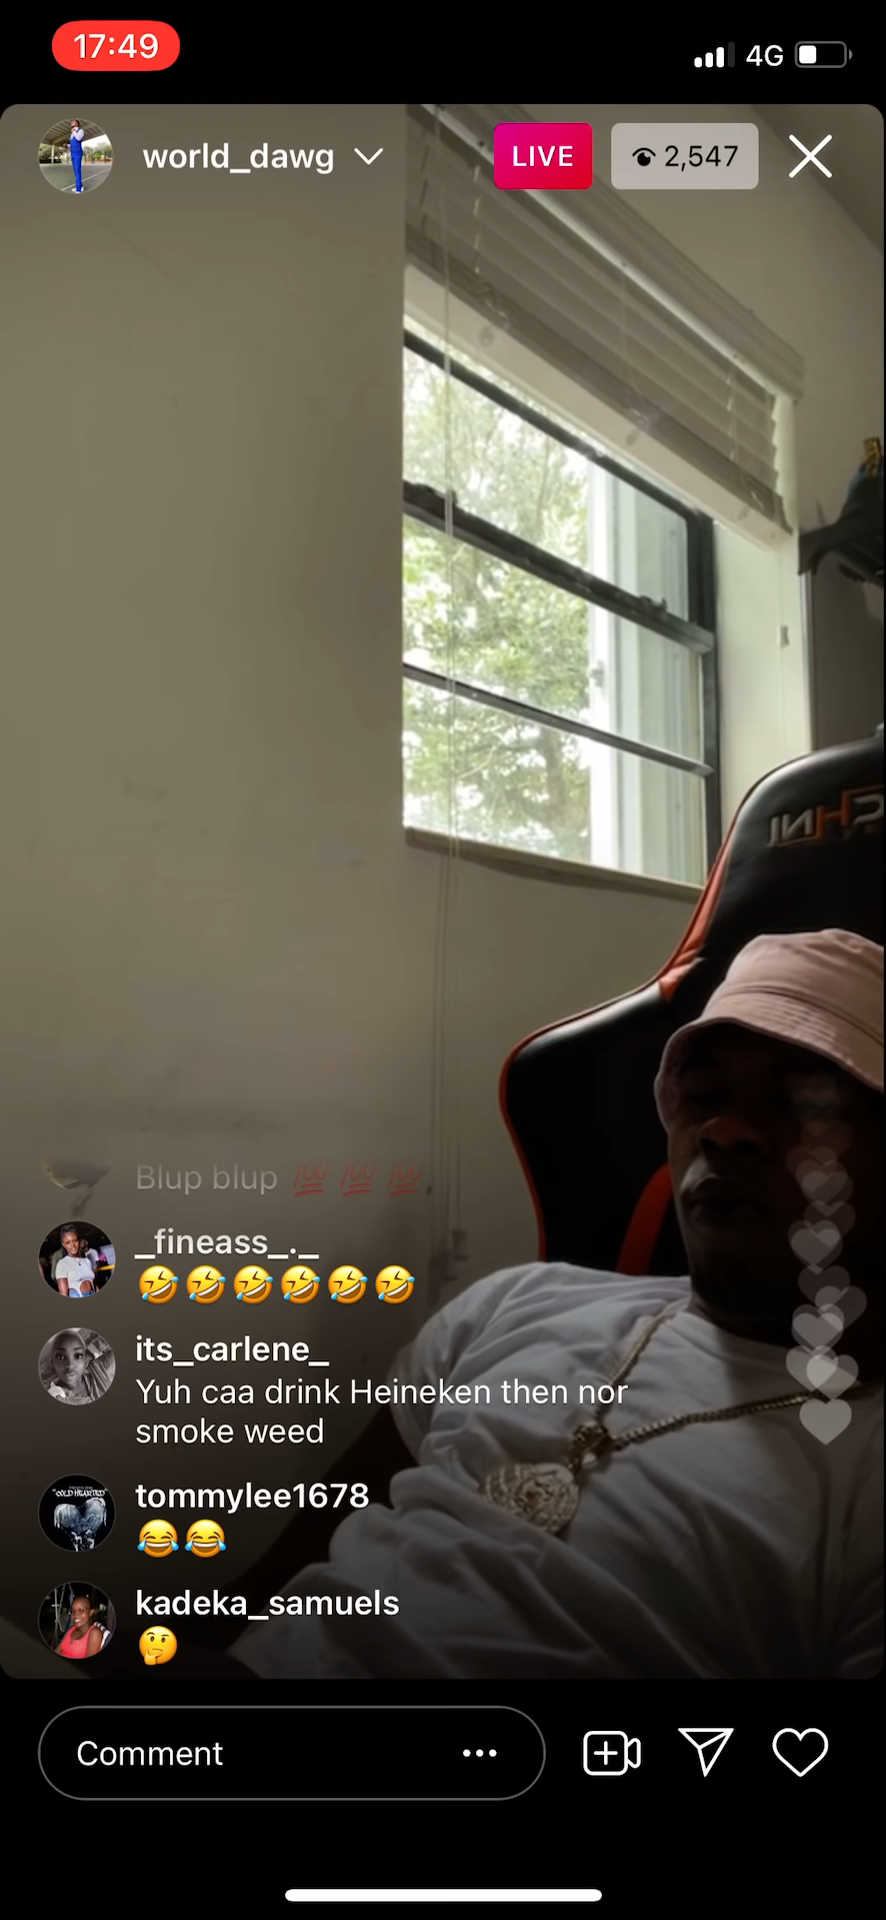 17:49
4G
world_dawg
LIVE
2,547
Blup blup 💯 💯 💯
_fineass_._
🤣🤣🤣🤣🤣🤣
its_carlene_
Yuh caa drink Heineken then nor
smoke weed
tommylee1678
😂😂
kadeka_samuels
🤔
Comment